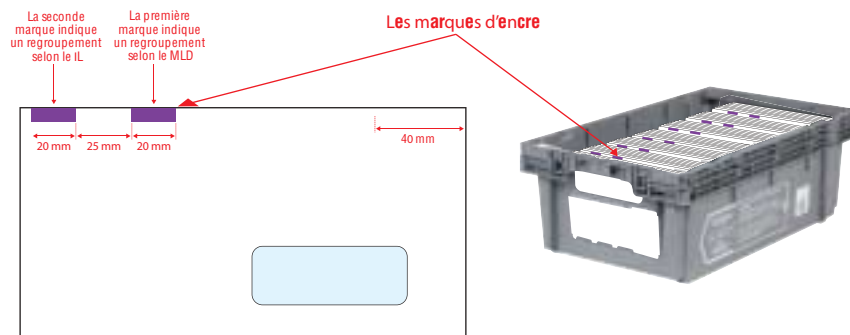 La seconde
marque indique
un regroupement
selon le IL
La première
marque indique
un regroupement
selon le MLD
Les marques d'encre
20 mm
25 mm
20 mm
40 mm